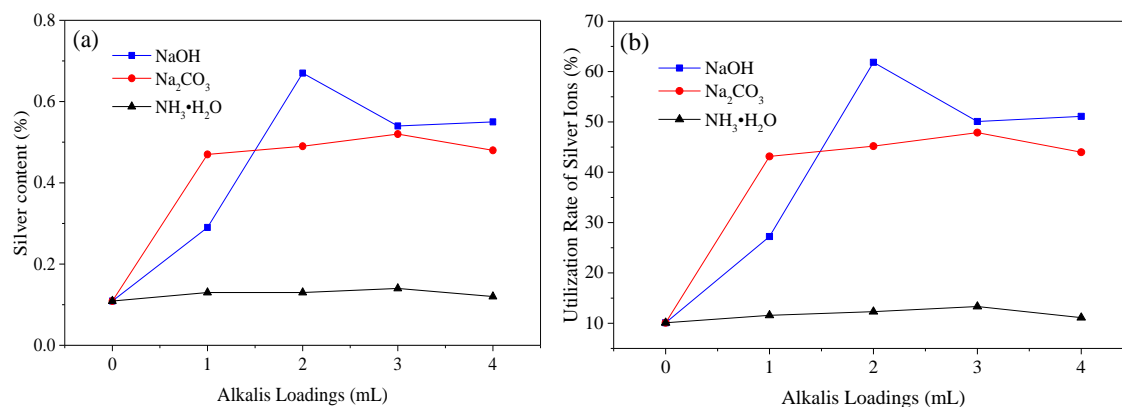 (a)
NaOH
Na₂CO₃
NH₃•H₂O
Silver content (%)
0.8
0.6
0.4
0.2
0.0
0 1 2 3 4
Alkalis Loadings (mL)
(b)
NaOH
Na₂CO₃
NH₃•H₂O
Utilization Rate of Silver Ions (%)
70
60
50
40
30
20
10
0 1 2 3 4
Alkalis Loadings (mL)